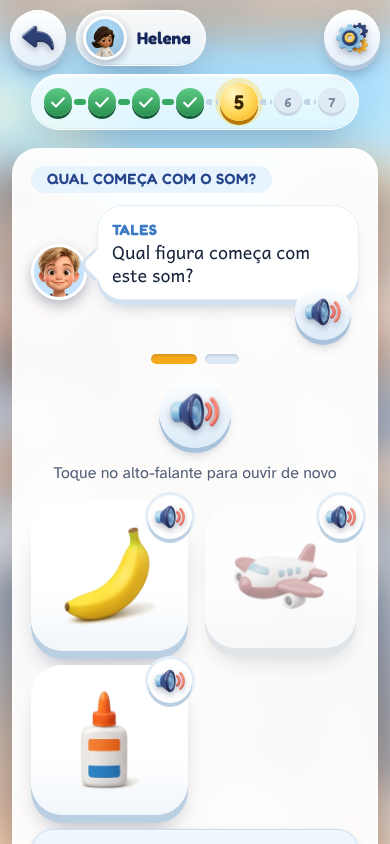 Helena
5
6
7
QUAL COMEÇA COM O SOM?
TALES
Qual figura começa com
este som?
Toque no alto-falante para ouvir de novo